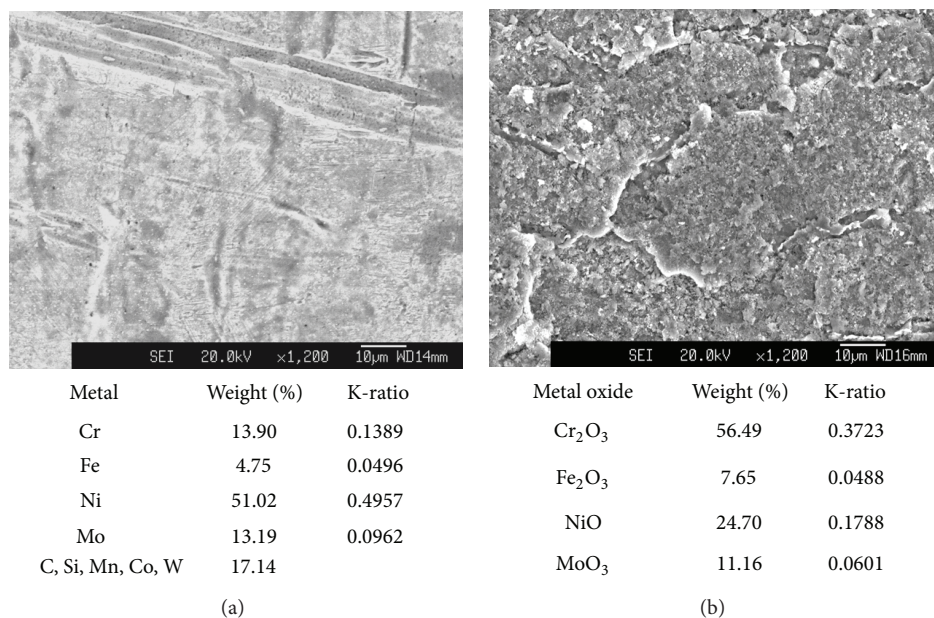 SEI 20.0kV ×1,200 10μm WD14mm
Metal Weight (%) K-ratio
Cr 13.90 0.1389
Fe 4.75 0.0496
Ni 51.02 0.4957
Mo 13.19 0.0962
C, Si, Mn, Co, W 17.14
(a)
SEI 20.0kV ×1,200 10μm WD16mm
Metal oxide Weight (%) K-ratio
Cr₂O₃ 56.49 0.3723
Fe₂O₃ 7.65 0.0488
NiO 24.70 0.1788
MoO₃ 11.16 0.0601
(b)